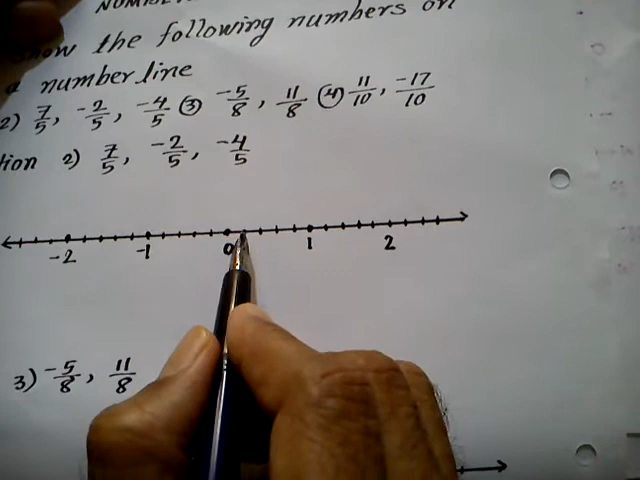 the following numbers on
a number line
2) 7/5, -2/5, -4/5 ③ -5/8, 11/8 ④ 11/10, -17/10
2) 7/5, -2/5, -4/5
-2 -1 0 1 2
3) -5/8, 11/8